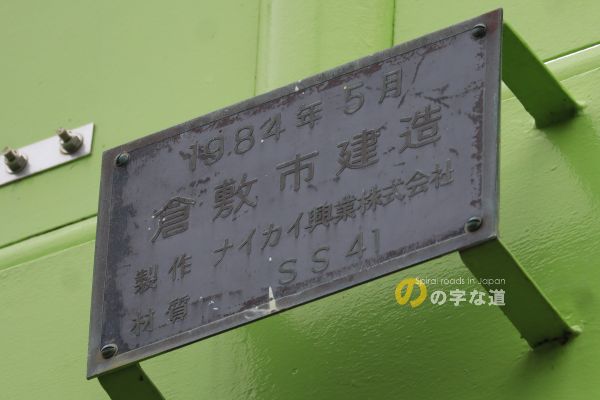 1984年5月
倉敷市建造
製作 ナイカイ興業株式会社
材質 SS41
Spiral roads in Japan
のの字な道